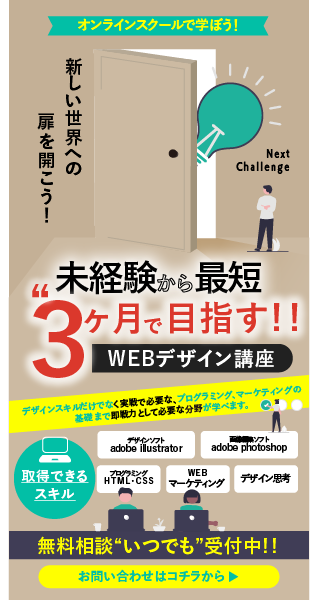 オンラインスクールで学ぼう！
新しい世界への
扉を開こう！
Next
Challenge
未経験から最短
“3ヶ月で目指す！！
WEBデザイン講座
デザインスキルだけでなく実戦で必要な、プログラミング、マーケティングの
基礎まで即戦力として必要な分野が学べます。
取得できる
スキル
デザインソフト
adobe illustrator
ソフト
adobe photoshop
プログラミング
HTML・CSS
WEB
マーケティング
デザイン思考
無料相談“いつでも”受付中！！
お問い合わせはコチラから▶